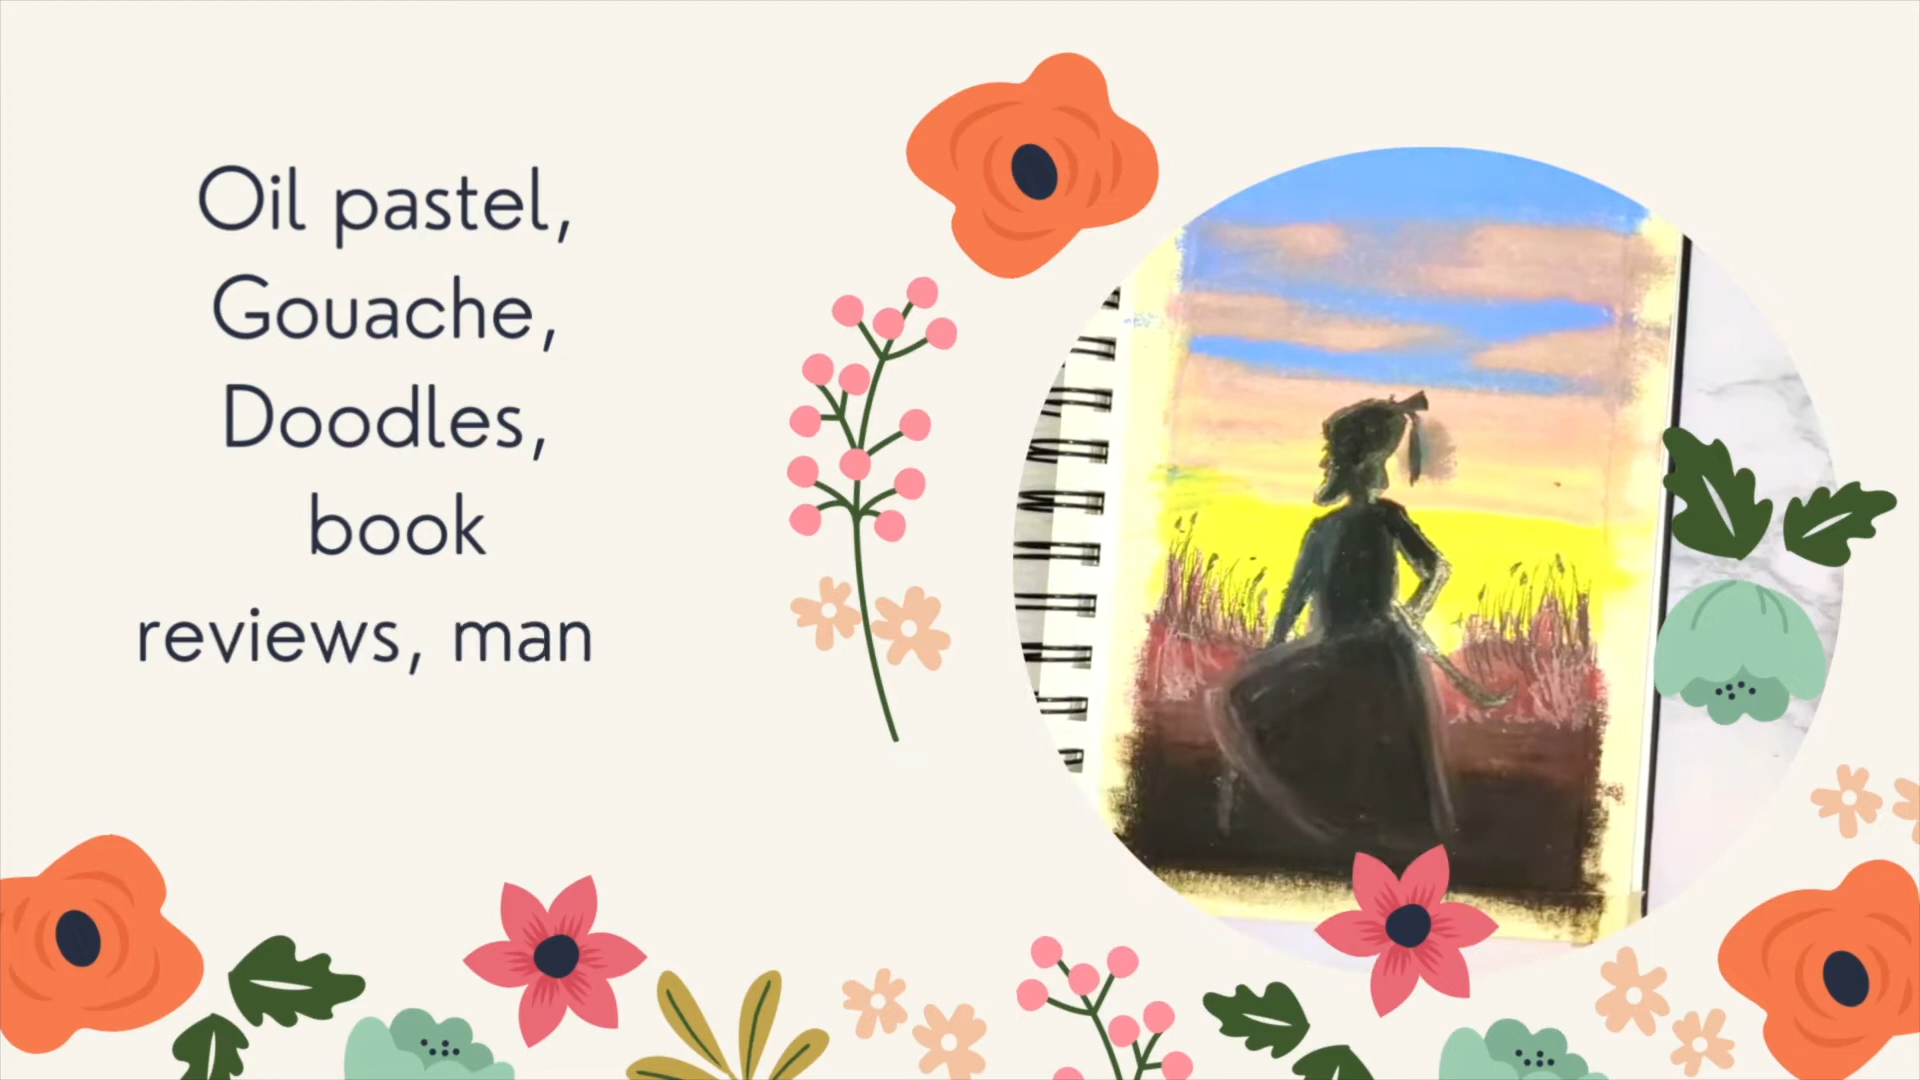 Oil pastel,
Gouache,
Doodles,
book
reviews, man